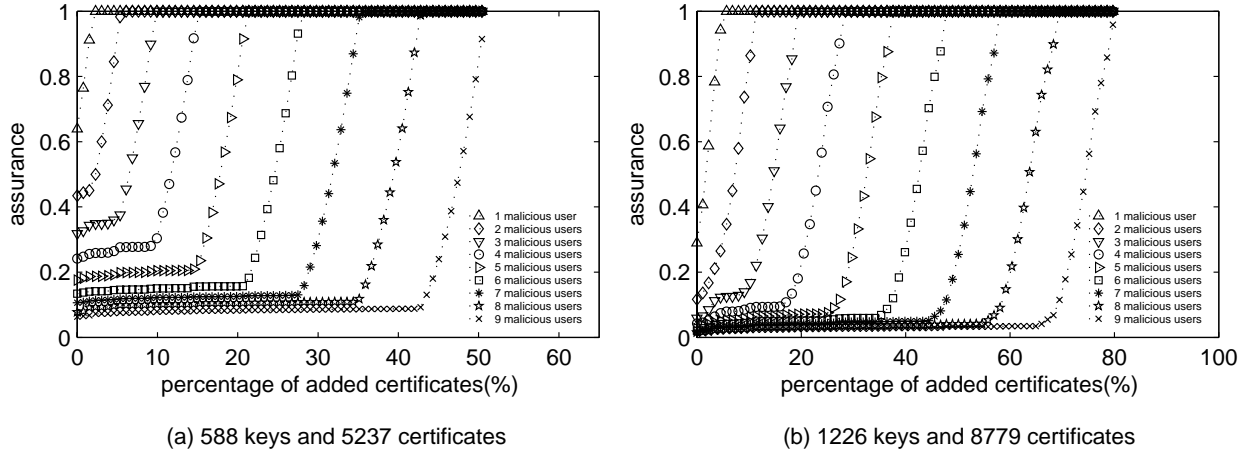 1
0.8
0.6
0.4
0.2
0
assurance
0 10 20 30 40 50 60
percentage of added certificates(%)
1 malicious user
2 malicious users
3 malicious users
4 malicious users
5 malicious users
6 malicious users
7 malicious users
8 malicious users
9 malicious users
(a) 588 keys and 5237 certificates
1
0.8
0.6
0.4
0.2
0
assurance
0 20 40 60 80 100
percentage of added certificates(%)
1 malicious user
2 malicious users
3 malicious users
4 malicious users
5 malicious users
6 malicious users
7 malicious users
8 malicious users
9 malicious users
(b) 1226 keys and 8779 certificates